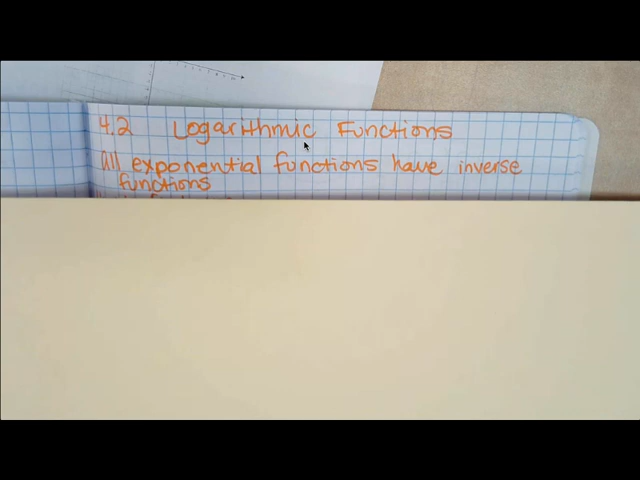 4.2 Logarithmic Functions
All exponential functions have inverse
functions